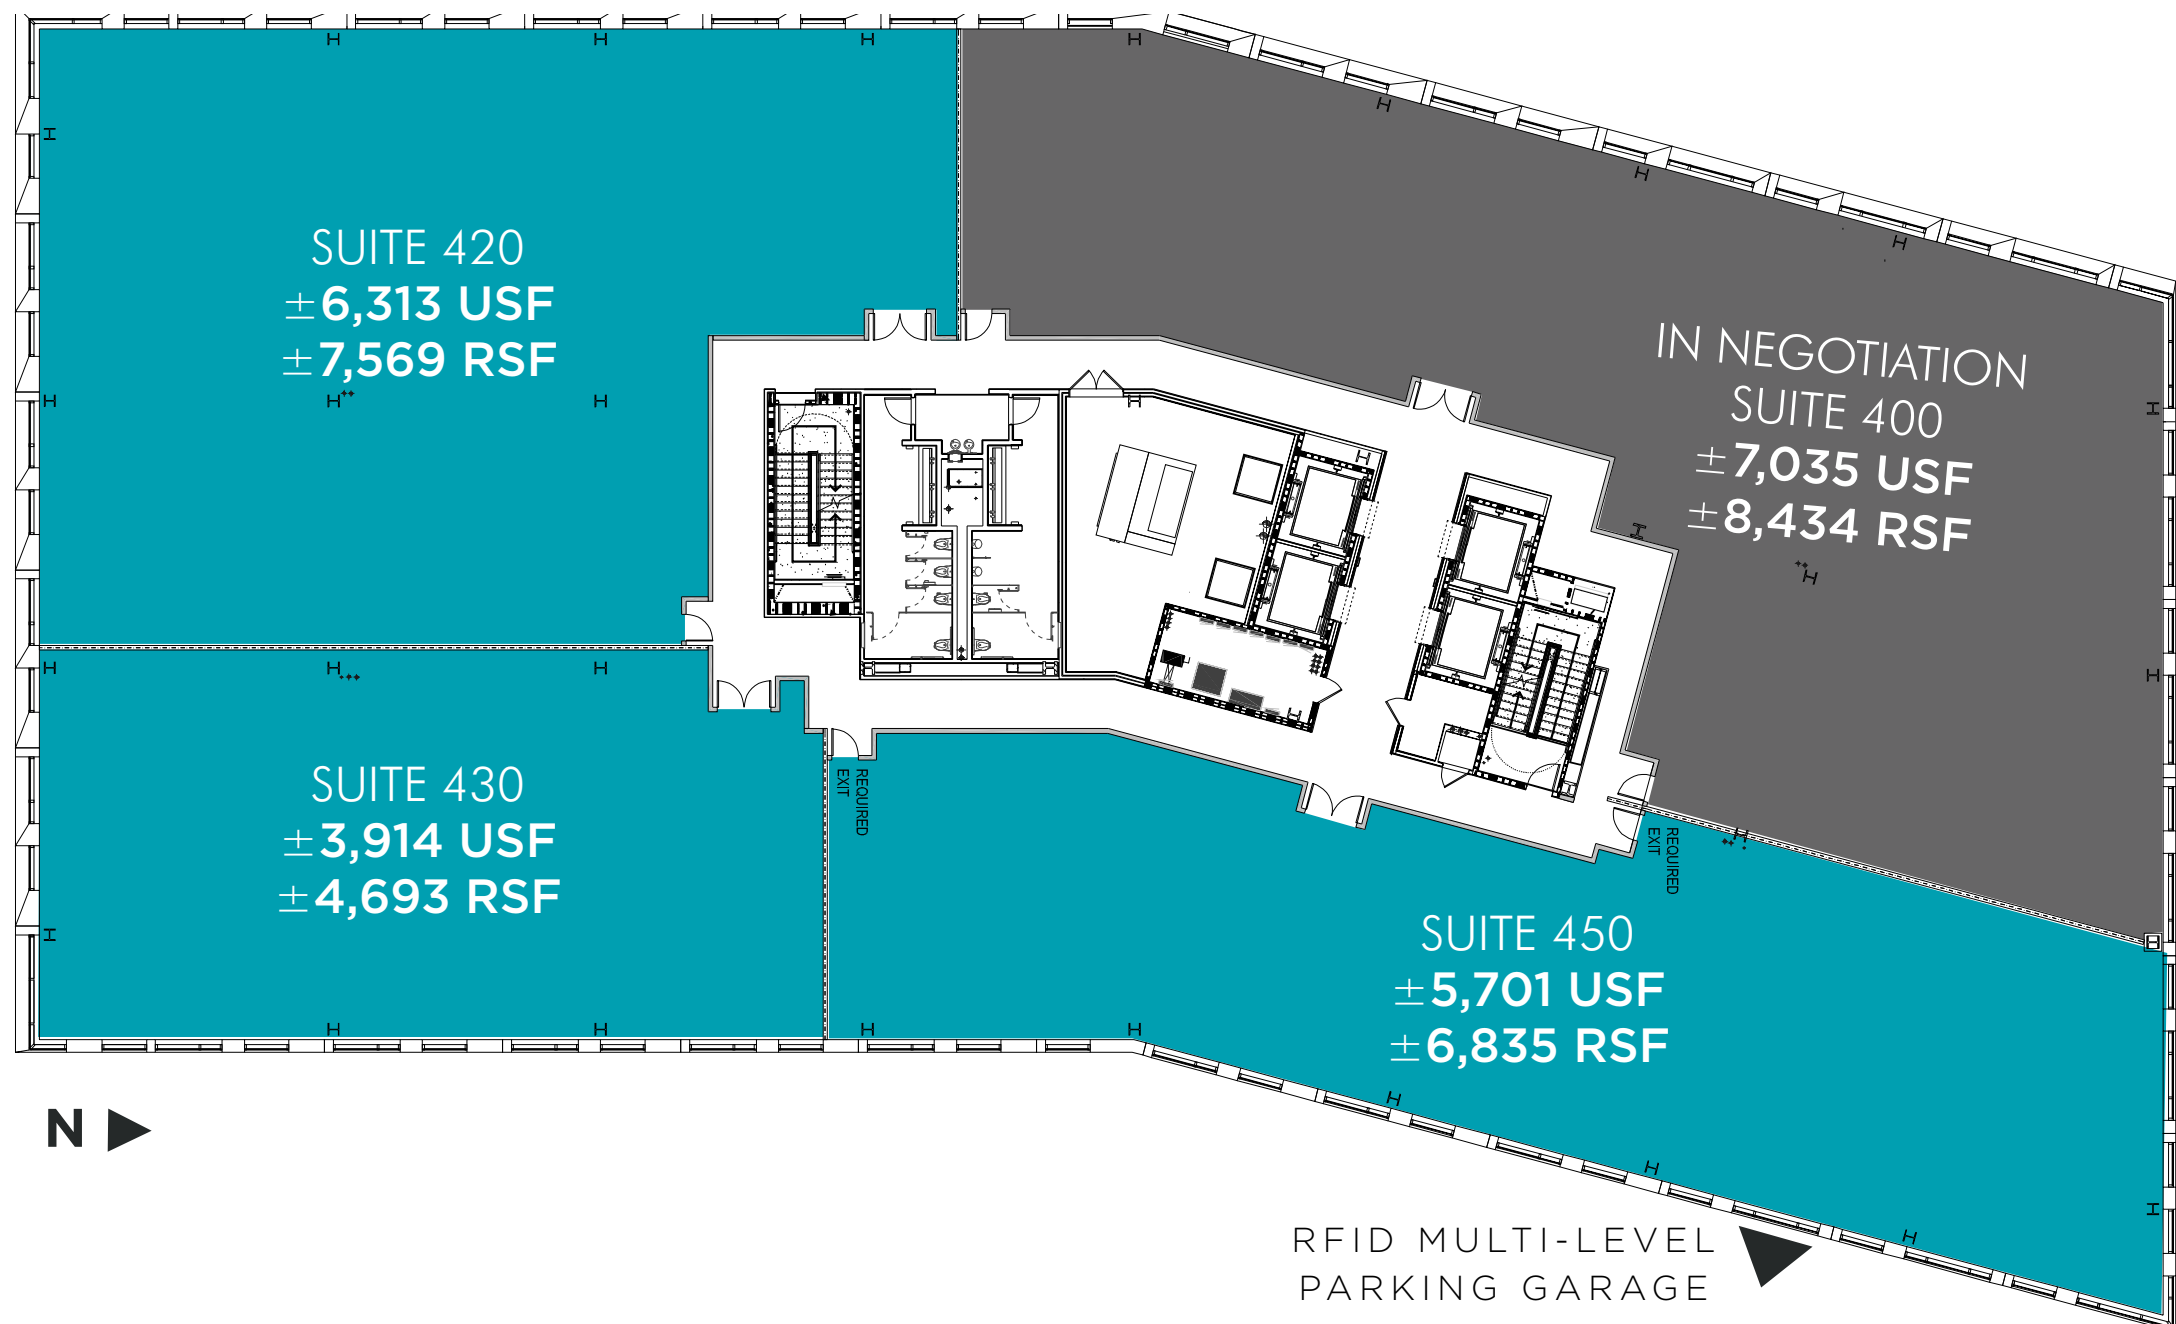 SUITE 420
±6,313 USF
±7,569 RSF
IN NEGOTIATION
SUITE 400
±7,035 USF
±8,434 RSF
SUITE 430
±3,914 USF
±4,693 RSF
REQUIRED
EXIT
REQUIRED
EXIT
SUITE 450
±5,701 USF
±6,835 RSF
N
RFID MULTI-LEVEL
PARKING GARAGE